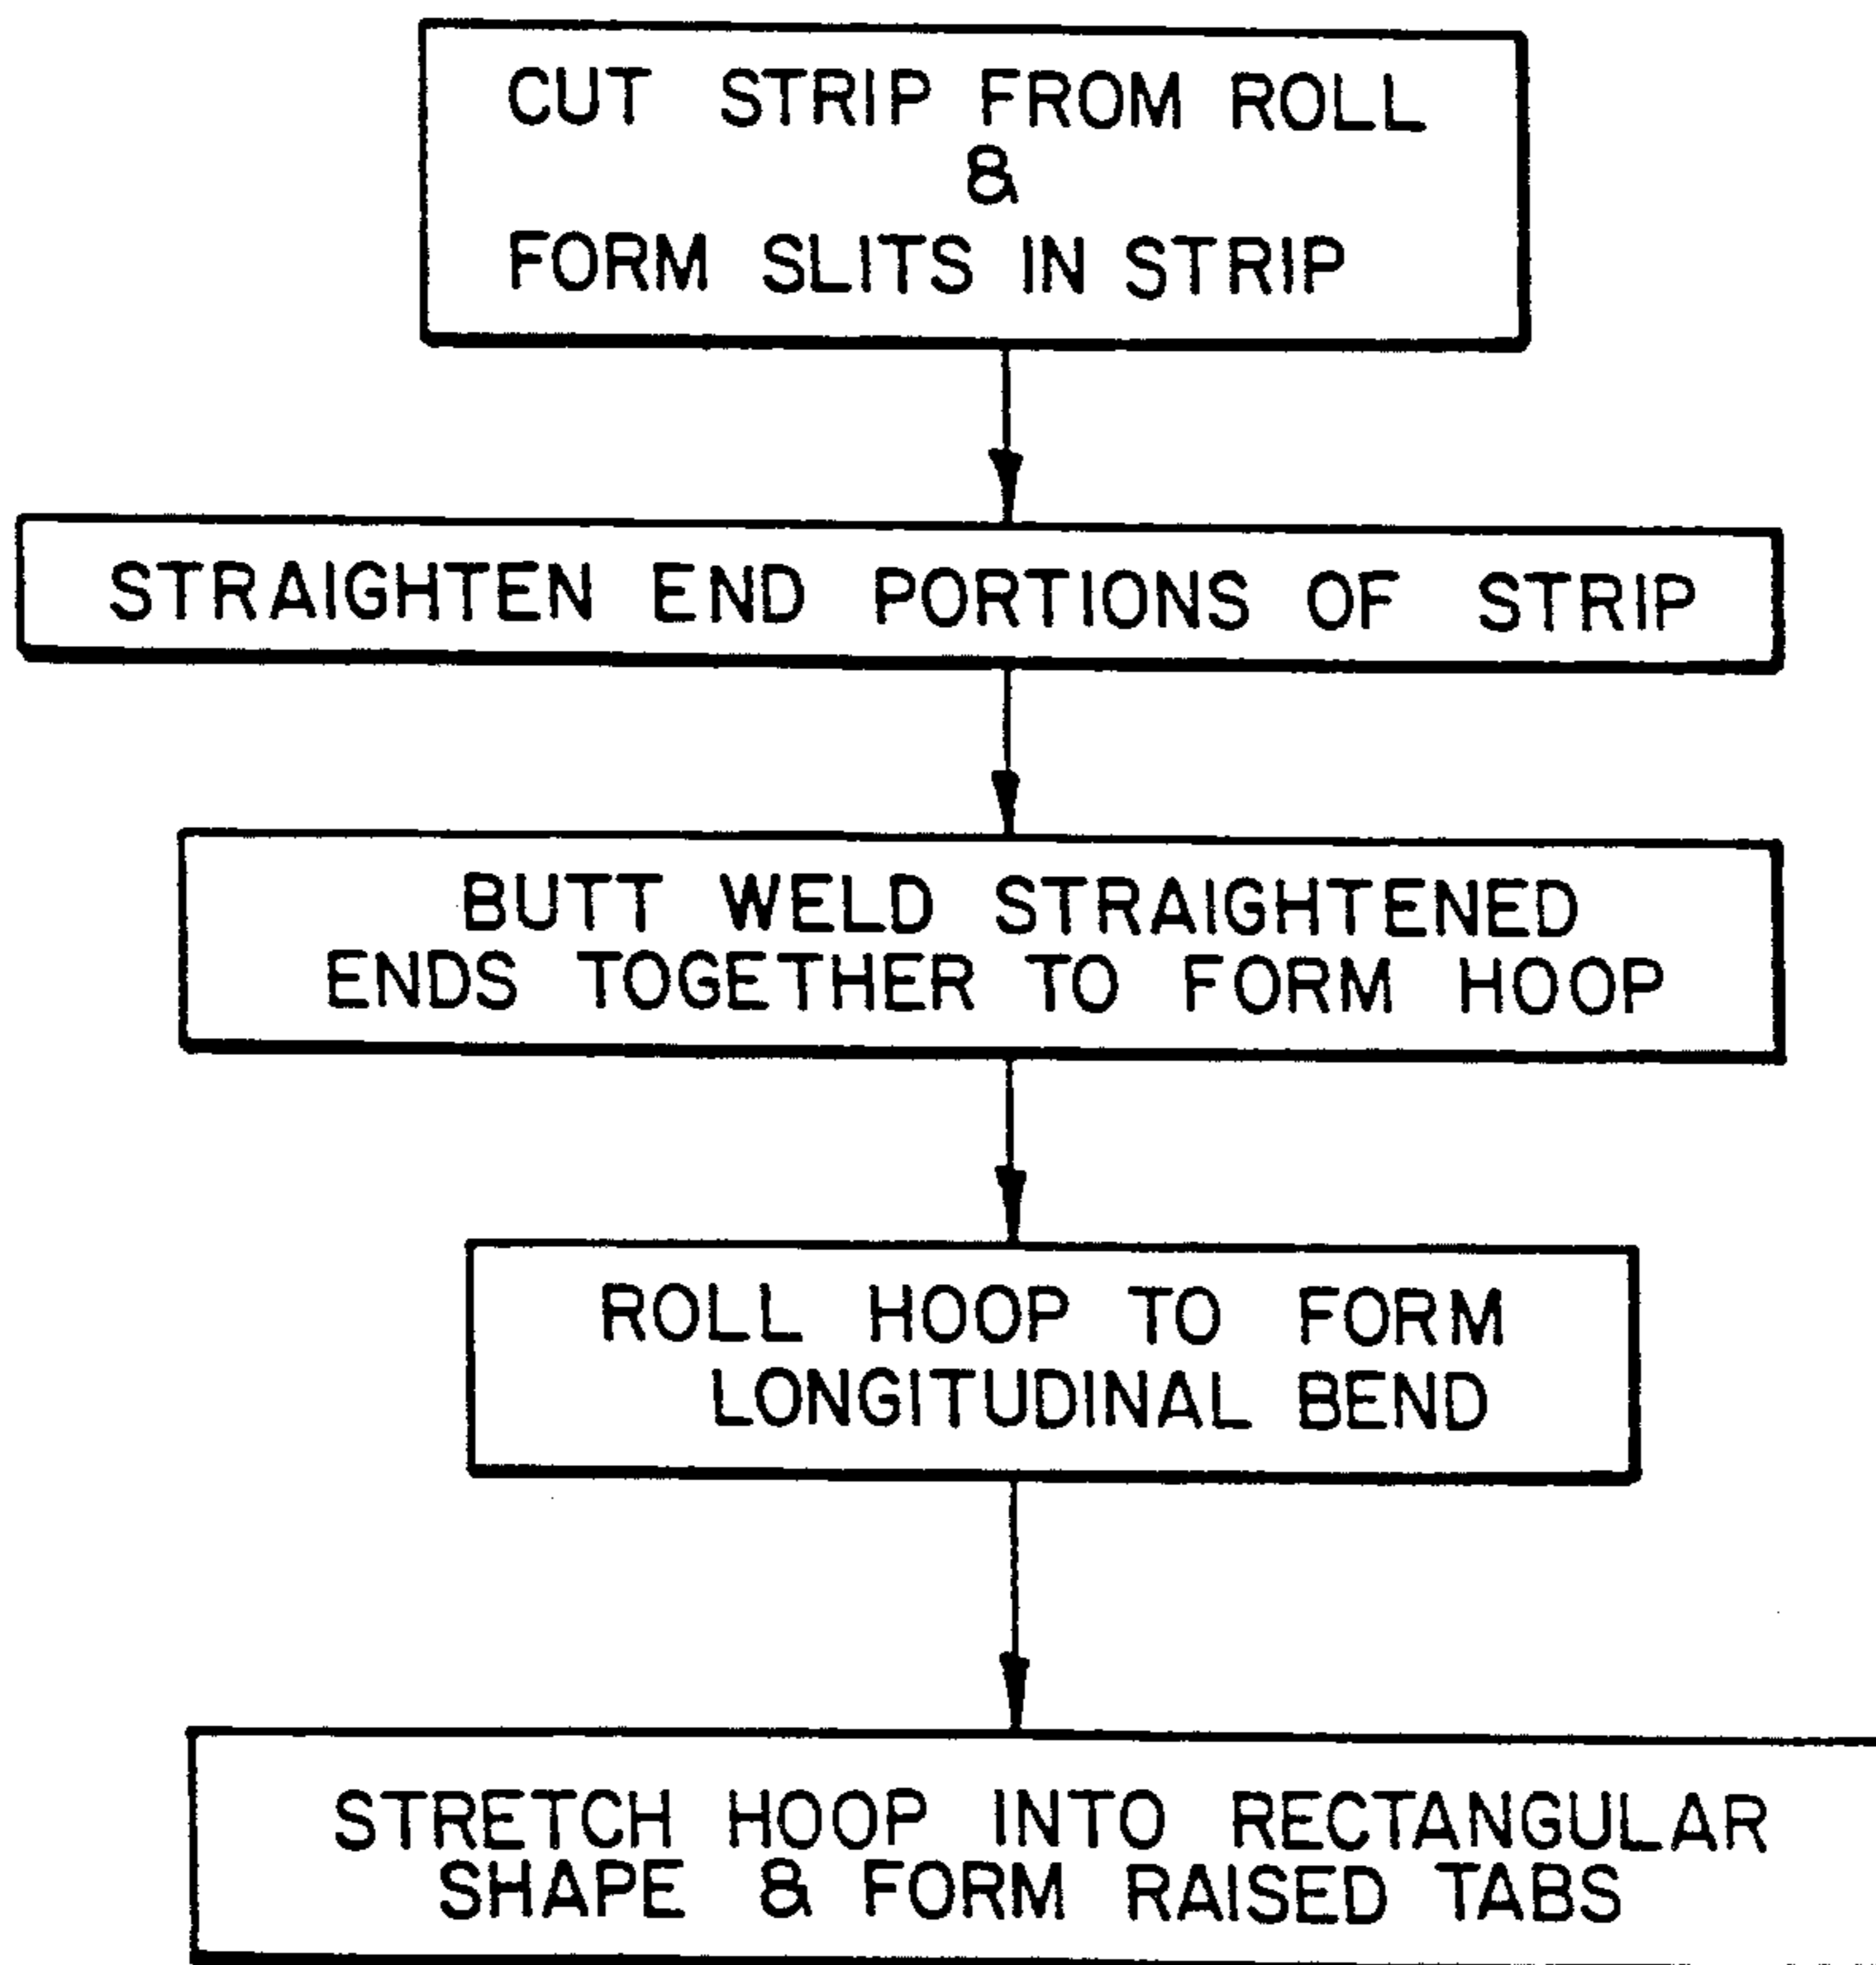 CUT STRIP FROM ROLL
&
FORM SLITS IN STRIP
STRAIGHTEN END PORTIONS OF STRIP
BUTT WELD STRAIGHTENED
ENDS TOGETHER TO FORM HOOP
ROLL HOOP TO FORM
LONGITUDINAL BEND
STRETCH HOOP INTO RECTANGULAR
SHAPE & FORM RAISED TABS